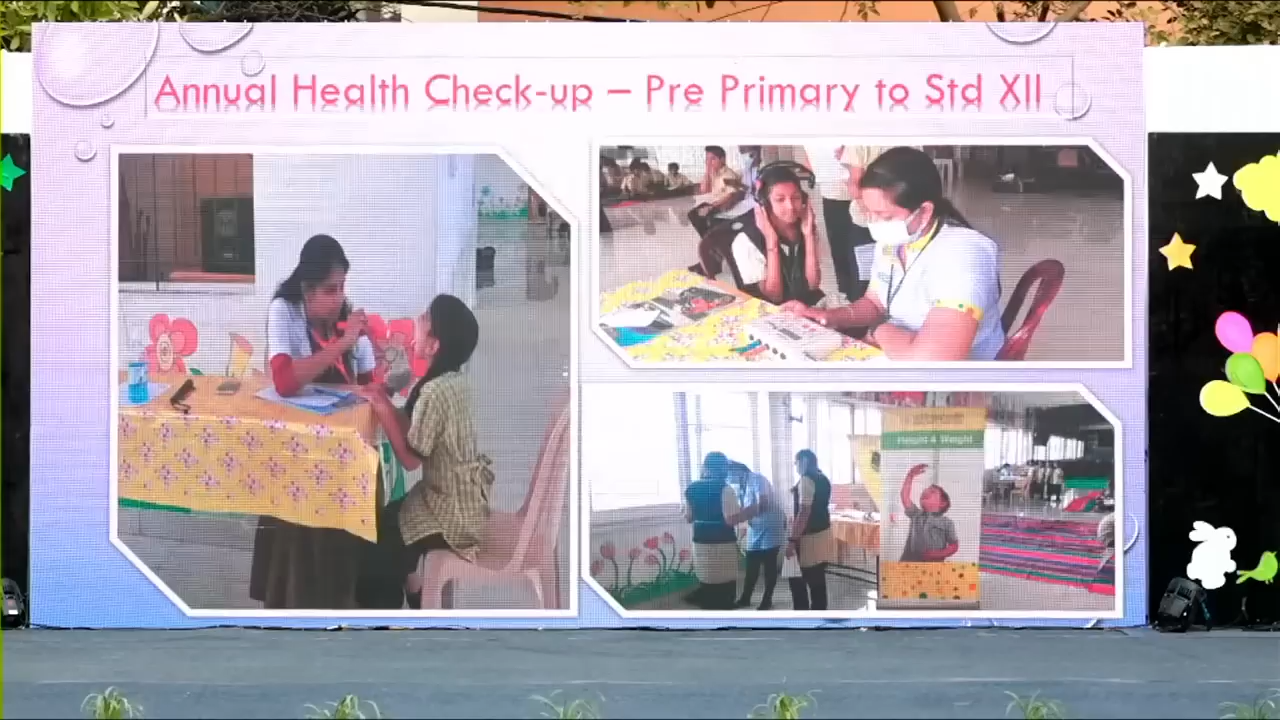 Annual Health Check-up – Pre Primary to Std XII
Height & Weight